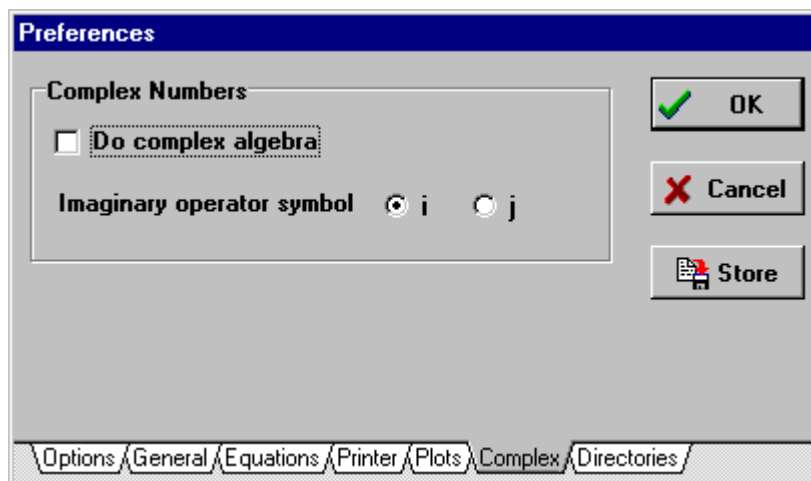 Preferences
Complex Numbers
Do complex algebra
Imaginary operator symbol i j
OK
Cancel
Store
Options General Equations Printer Plots Complex Directories